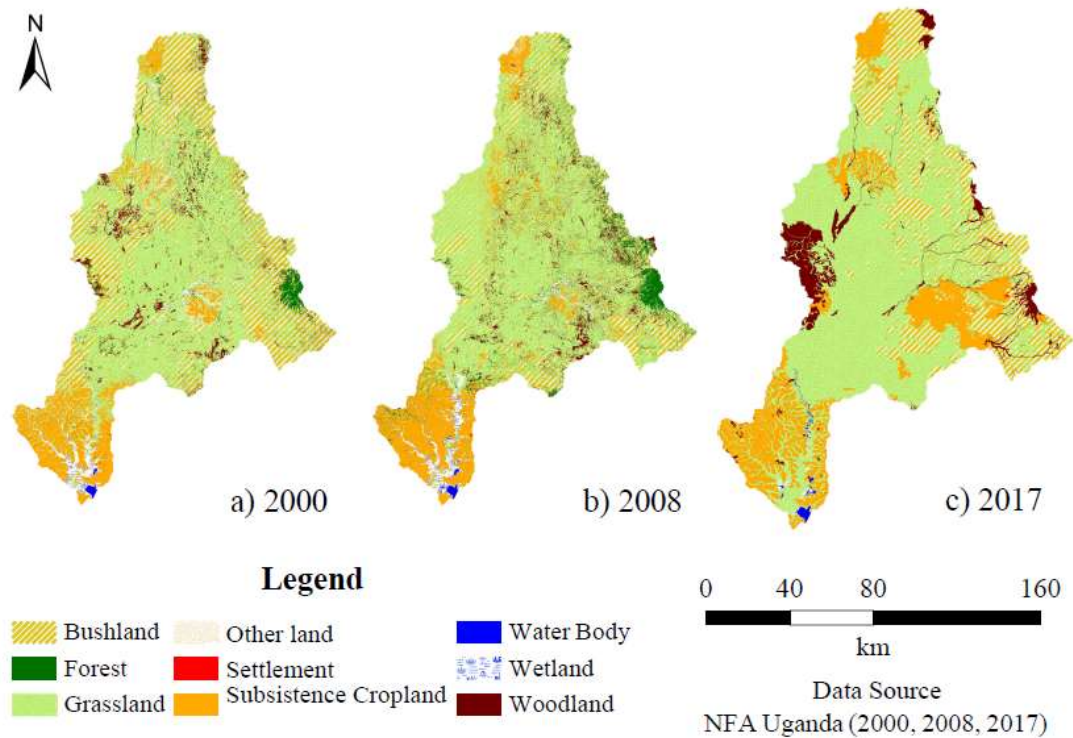 N
a) 2000
b) 2008
c) 2017
Legend
Bushland
Other land
Water Body
Forest
Settlement
Wetland
Grassland
Subsistence Cropland
Woodland
0 40 80 160
km
Data Source
NFA Uganda (2000, 2008, 2017)